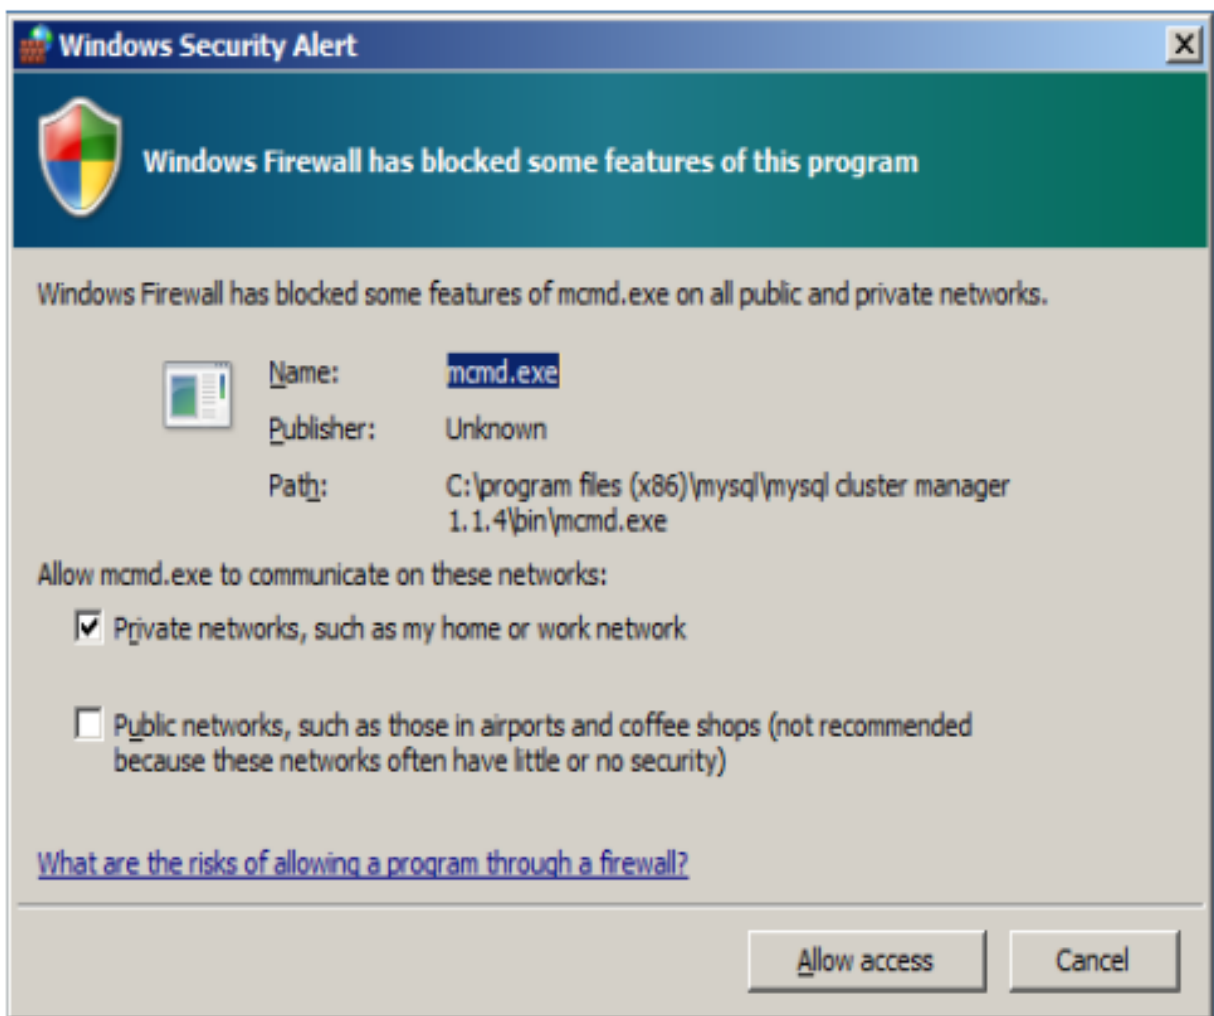 Windows Security Alert
Windows Firewall has blocked some features of this program
Windows Firewall has blocked some features of mcmd.exe on all public and private networks.
Name: mcmd.exe
Publisher: Unknown
Path: C:\program files (x86)\mysql\mysql cluster manager
1.1.4\bin\mcmd.exe
Allow mcmd.exe to communicate on these networks:
Private networks, such as my home or work network
Public networks, such as those in airports and coffee shops (not recommended
because these networks often have little or no security)
What are the risks of allowing a program through a firewall?
Allow access Cancel